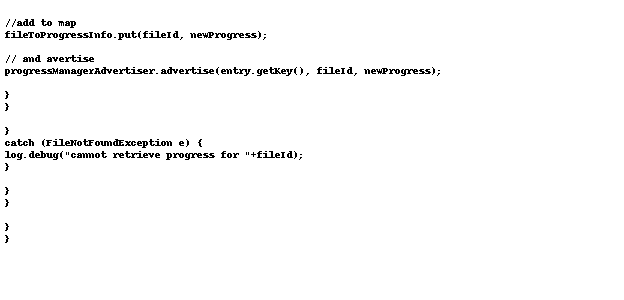 //add to map
fileToProgressInfo.put(fileId, newProgress);
// and avertise
progressManagerAdvertiser.advertise(entry.getKey(), fileId, newProgress);
}
}
}
catch (FileNotFoundException e) {
log.debug("cannot retrieve progress for "+fileId);
}
}
}
}
}